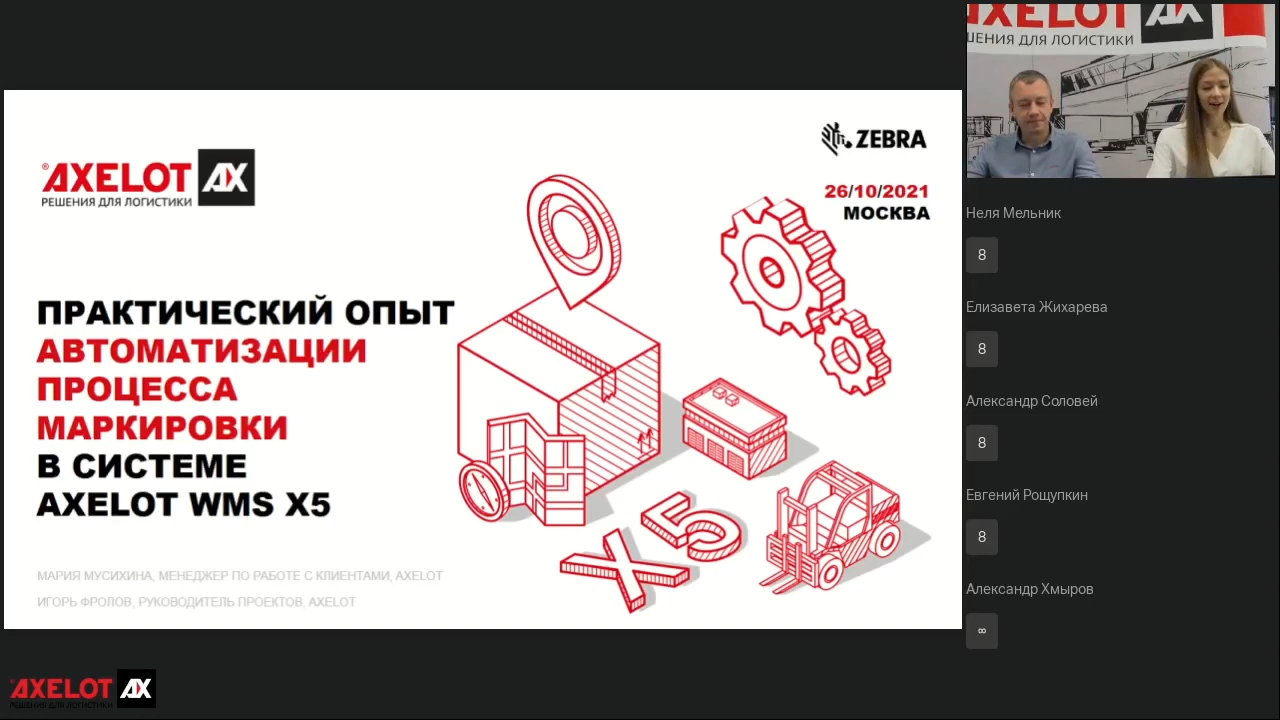 ®AXELOT AX
РЕШЕНИЯ ДЛЯ ЛОГИСТИКИ
ZEBRA
26/10/2021
МОСКВА
ПРАКТИЧЕСКИЙ ОПЫТ
АВТОМАТИЗАЦИИ
ПРОЦЕССА
МАРКИРОВКИ
В СИСТЕМЕ
AXELOT WMS X5
X5
МАРИЯ МУСИХИНА, МЕНЕДЖЕР ПО РАБОТЕ С КЛИЕНТАМИ, AXELOT
ИГОРЬ ФРОЛОВ, РУКОВОДИТЕЛЬ ПРОЕКТОВ, AXELOT
AXELOT AX
РЕШЕНИЯ ДЛЯ ЛОГИСТИКИ
AXELOT AX
ШЕНИЯ ДЛЯ ЛОГИСТИКИ
Неля Мельник
8
Елизавета Жихарева
8
Александр Соловей
8
Евгений Рощупкин
8
Александр Хмыров
8